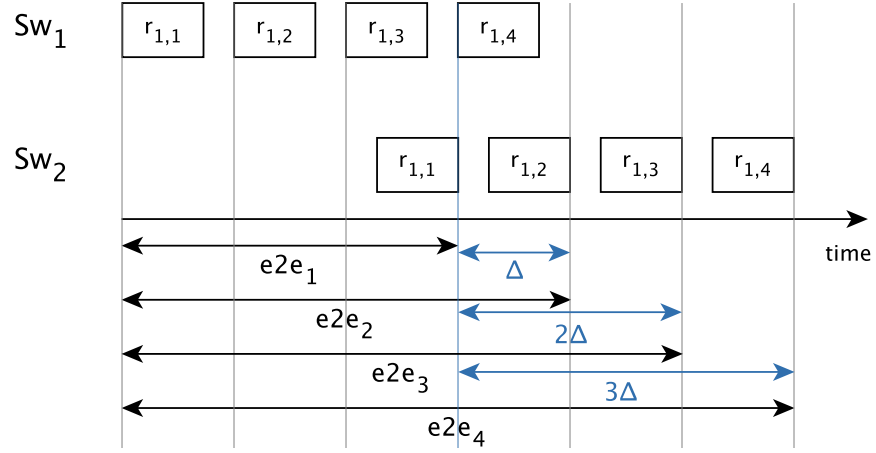 Sw1 r1,1 r1,2 r1,3 r1,4
Sw2 r1,1 r1,2 r1,3 r1,4
time
e2e1 Δ
e2e2 2Δ
e2e3 3Δ
e2e4